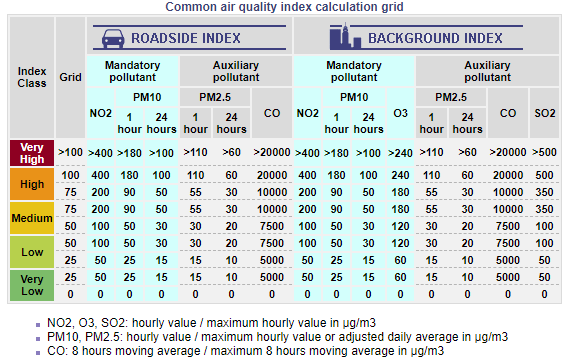 Common air quality index calculation grid
Index Class Grid ROADSIDE INDEX BACKGROUND INDEX
Mandatory pollutant Auxiliary pollutant Mandatory pollutant Auxiliary pollutant
NO2 PM10 PM2.5 CO NO2 PM10 O3 PM2.5 CO SO2
1 hour 24 hours 1 hour 24 hours 1 hour 24 hours 1 hour 24 hours
Very High >100 >400 >180 >100 >110 >60 >20000 >400 >180 >100 >240 >110 >60 >20000 >500
High 100 400 180 100 110 60 20000 400 180 100 240 110 60 20000 500
75 200 90 50 55 30 10000 200 90 50 180 55 30 10000 350
Medium 75 200 90 50 55 30 10000 200 90 50 180 55 30 10000 350
50 100 50 30 30 20 7500 100 50 30 120 30 20 7500 100
Low 50 100 50 30 30 20 7500 100 50 30 120 30 20 7500 100
25 50 25 15 15 10 5000 50 25 15 60 15 10 5000 50
Very Low 25 50 25 15 15 10 5000 50 25 15 60 15 10 5000 50
0 0 0 0 0 0 0 0 0 0 0 0 0 0 0
NO2, O3, SO2: hourly value / maximum hourly value in µg/m3
PM10, PM2.5: hourly value / maximum hourly value or adjusted daily average in µg/m3
CO: 8 hours moving average / maximum 8 hours moving average in µg/m3